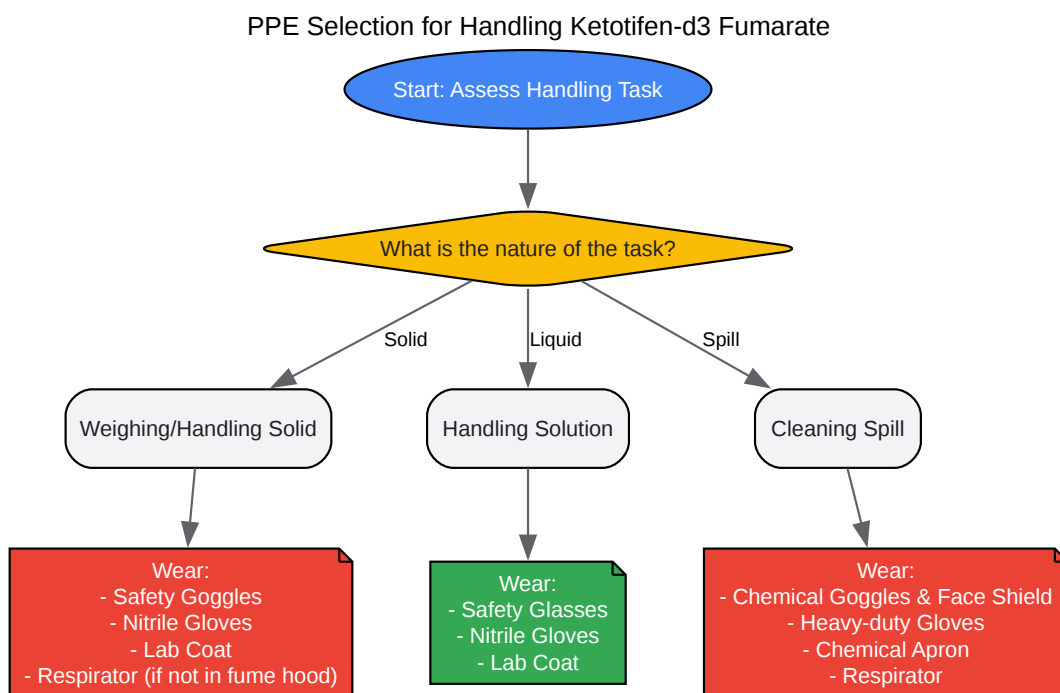 PPE Selection for Handling Ketotifen-d3 Fumarate
Start: Assess Handling Task
What is the nature of the task?
Solid
Liquid
Spill
Weighing/Handling Solid
Handling Solution
Cleaning Spill
Wear:
- Safety Goggles
- Nitrile Gloves
- Lab Coat
- Respirator (if not in fume hood)
Wear:
- Safety Glasses
- Nitrile Gloves
- Lab Coat
Wear:
- Chemical Goggles & Face Shield
- Heavy-duty Gloves
- Chemical Apron
- Respirator